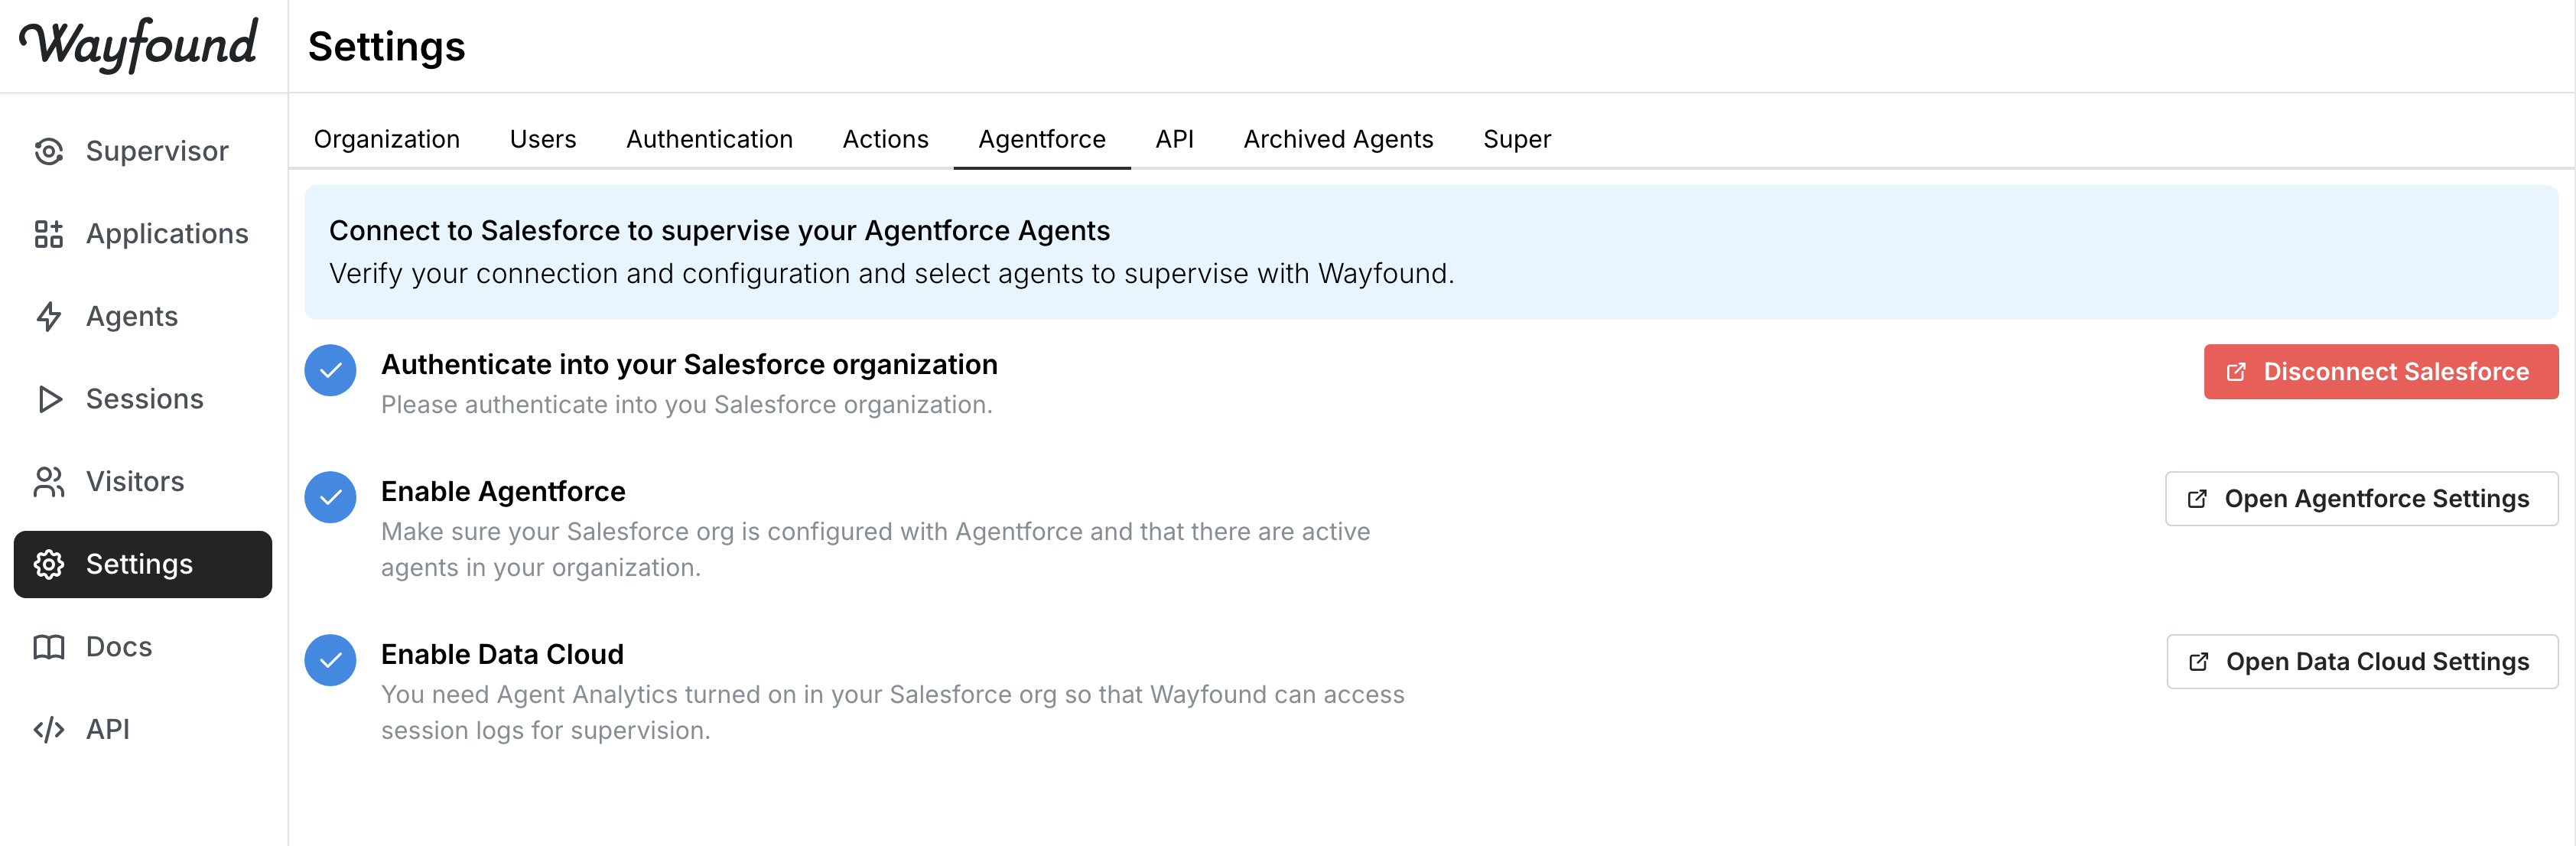 Wayfound
Settings
Supervisor
Applications
Agents
Sessions
Visitors
Settings
Docs
API
Organization
Users
Authentication
Actions
Agentforce
API
Archived Agents
Super
Connect to Salesforce to supervise your Agentforce Agents
Verify your connection and configuration and select agents to supervise with Wayfound.
Authenticate into your Salesforce organization
Please authenticate into you Salesforce organization.
Disconnect Salesforce
Enable Agentforce
Make sure your Salesforce org is configured with Agentforce and that there are active
agents in your organization.
Open Agentforce Settings
Enable Data Cloud
You need Agent Analytics turned on in your Salesforce org so that Wayfound can access
session logs for supervision.
Open Data Cloud Settings